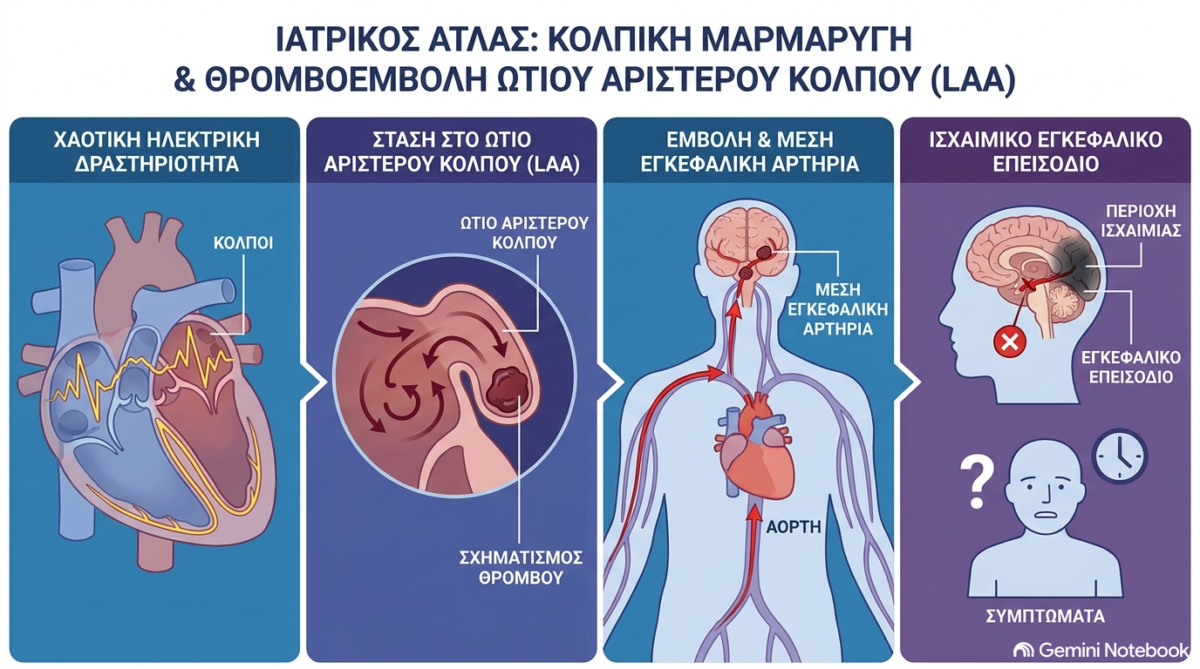 ΙΑΤΡΙΚΟΣ ΑΤΛΑΣ: ΚΟΛΠΙΚΗ ΜΑΡΜΑΡΥΓΗ
& ΘΡΟΜΒΟΕΜΒΟΛΗ ΩΤΙΟΥ ΑΡΙΣΤΕΡΟΥ ΚΟΛΠΟΥ (LAA)
ΧΑΟΤΙΚΗ ΗΛΕΚΤΡΙΚΗ
ΔΡΑΣΤΗΡΙΟΤΗΤΑ
ΚΟΛΠΟΙ
ΣΤΑΣΗ ΣΤΟ ΩΤΙΟ
ΑΡΙΣΤΕΡΟΥ ΚΟΛΠΟΥ (LAA)
ΩΤΙΟ ΑΡΙΣΤΕΡΟΥ
ΚΟΛΠΟΥ
ΣΧΗΜΑΤΙΣΜΟΣ
ΘΡΟΜΒΟΥ
ΕΜΒΟΛΗ & ΜΕΣΗ
ΕΓΚΕΦΑΛΙΚΗ ΑΡΤΗΡΙΑ
ΜΕΣΗ
ΕΓΚΕΦΑΛΙΚΗ
ΑΡΤΗΡΙΑ
ΑΟΡΤΗ
ΙΣΧΑΙΜΙΚΟ ΕΓΚΕΦΑΛΙΚΟ
ΕΠΕΙΣΟΔΙΟ
ΠΕΡΙΟΧΗ
ΙΣΧΑΙΜΙΑΣ
ΕΓΚΕΦΑΛΙΚΟ
ΕΠΕΙΣΟΔΙΟ
?
ΣΥΜΠΤΩΜΑΤΑ
Gemini Notebook